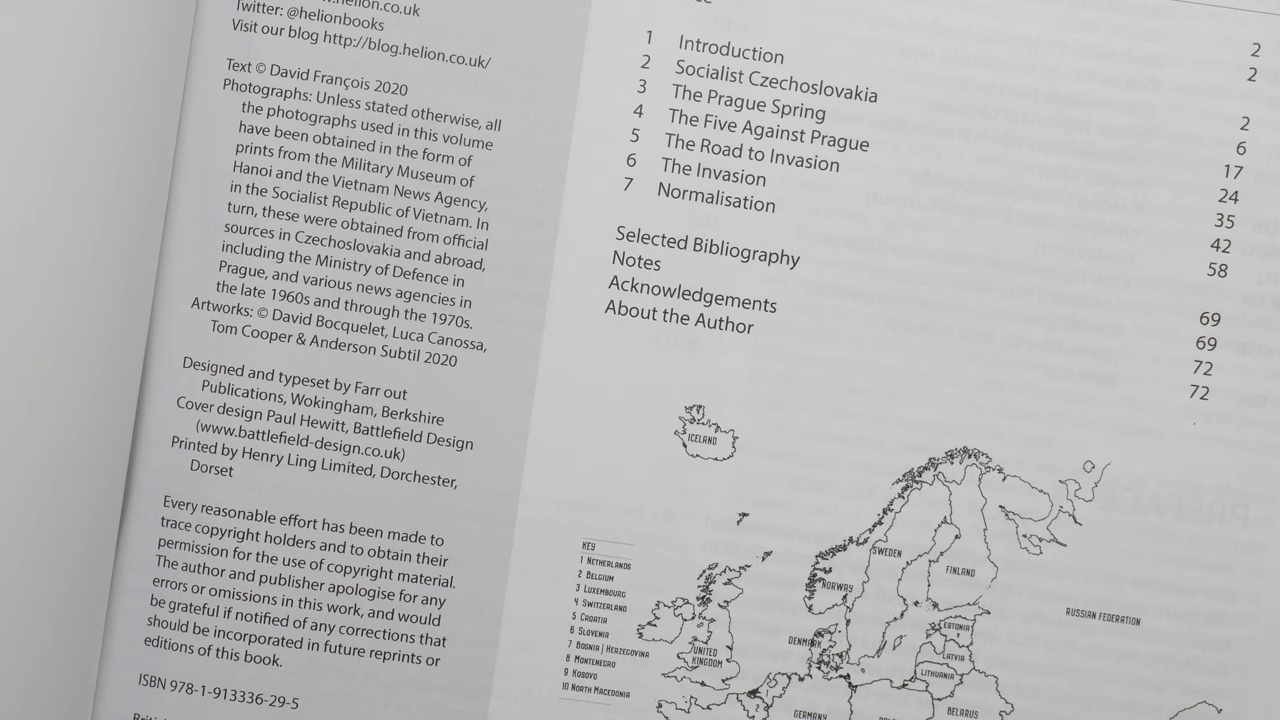 www.helion.co.uk
Twitter: @helionbooks
Visit our blog http://blog.helion.co.uk/
Text © David François 2020
Photographs: Unless stated otherwise, all
the photographs used in this volume
have been obtained in the form of
prints from the Military Museum of
Hanoi and the Vietnam News Agency,
in the Socialist Republic of Vietnam. In
turn, these were obtained from official
sources in Czechoslovakia and abroad,
including the Ministry of Defence in
Prague, and various news agencies in
the late 1960s and through the 1970s.
Artworks: © David Bocquelet, Luca Canossa,
Tom Cooper & Anderson Subtil 2020
Designed and typeset by Farr out
Publications, Wokingham, Berkshire
Cover design Paul Hewitt, Battlefield Design
(www.battlefield-design.co.uk)
Printed by Henry Ling Limited, Dorchester,
Dorset
Every reasonable effort has been made to
trace copyright holders and to obtain their
permission for the use of copyright material.
The author and publisher apologise for any
errors or omissions in this work, and would
be grateful if notified of any corrections that
should be incorporated in future reprints or
editions of this book.
ISBN 978-1-913336-29-5
2
2
1 Introduction 2
2 Socialist Czechoslovakia 6
3 The Prague Spring 17
4 The Five Against Prague 24
5 The Road to Invasion 35
6 The Invasion 42
7 Normalisation 58
Selected Bibliography 69
Notes 69
Acknowledgements 72
About the Author 72
ICELAND
KEY
1 NETHERLANDS
2 BELGIUM
3 LUXEMBOURG
4 SWITZERLAND
5 CROATIA
6 SLOVENIA
7 BOSNIA | HERZEGOVINA
8 MONTENEGRO
9 KOSOVO
10 NORTH MACEDONIA
SWEDEN
NORWAY
FINLAND
RUSSIAN FEDERATION
ESTONIA
DENMARK
LATVIA
UNITED
KINGDOM
LITHUANIA
1
2
GERMANY
BELARUS